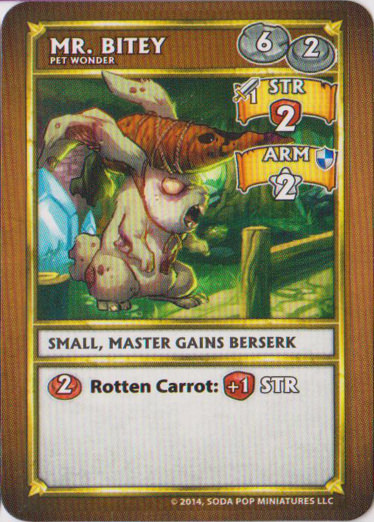 MR. BITEY
PET WONDER
6 2
1 STR
2
ARM
2
SMALL, MASTER GAINS BERSERK
2 Rotten Carrot: +1 STR
© 2014, SODA POP MINIATURES LLC